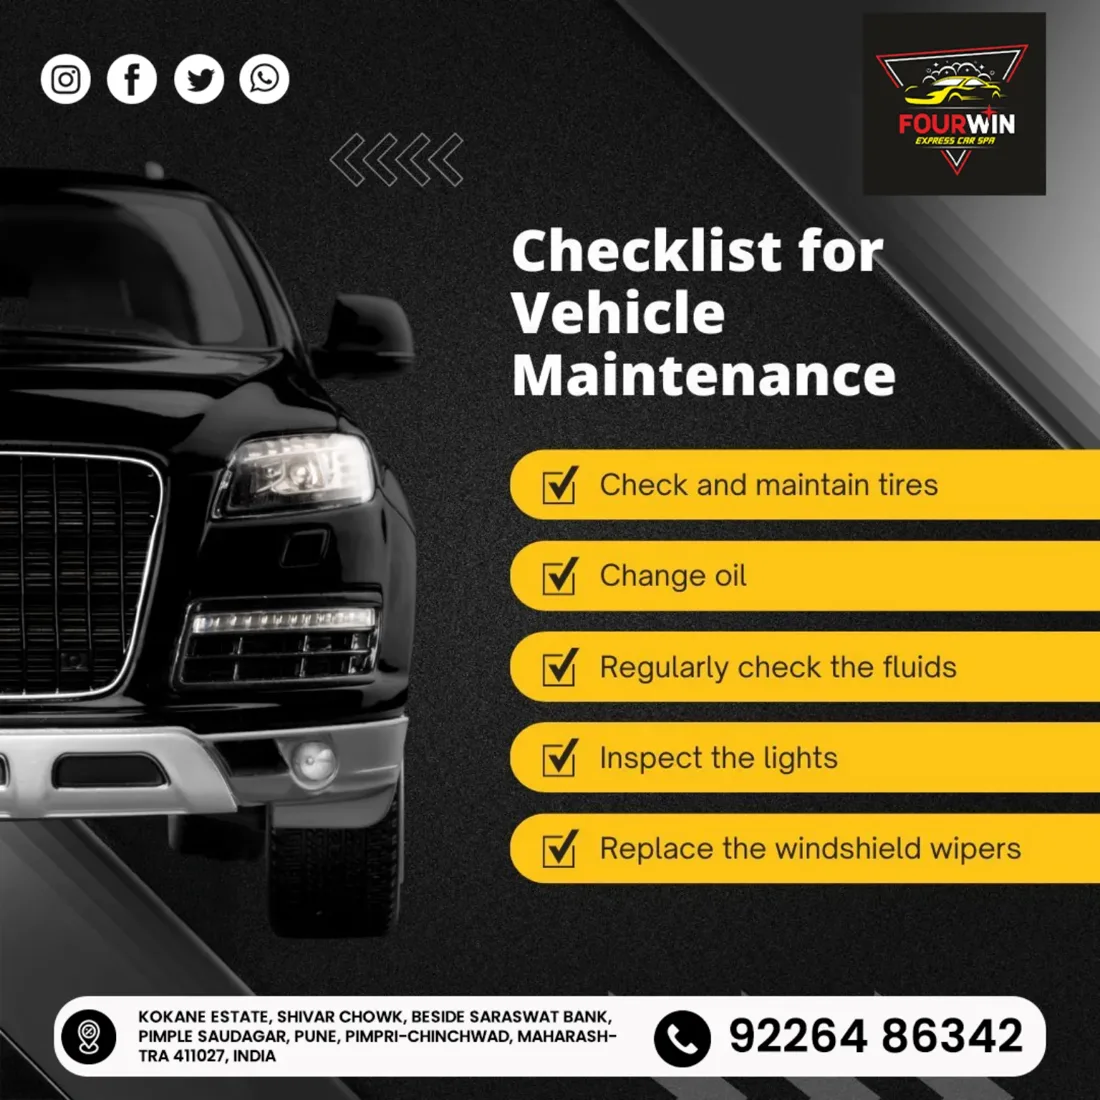 FOURWIN
EXPRESS CAR SPA
Checklist for
Vehicle
Maintenance
Check and maintain tires
Change oil
Regularly check the fluids
Inspect the lights
Replace the windshield wipers
KOKANE ESTATE, SHIVAR CHOWK, BESIDE SARASWAT BANK,
PIMPLE SAUDAGAR, PUNE, PIMPRI-CHINCHWAD, MAHARASH-
TRA 411027, INDIA
92264 86342